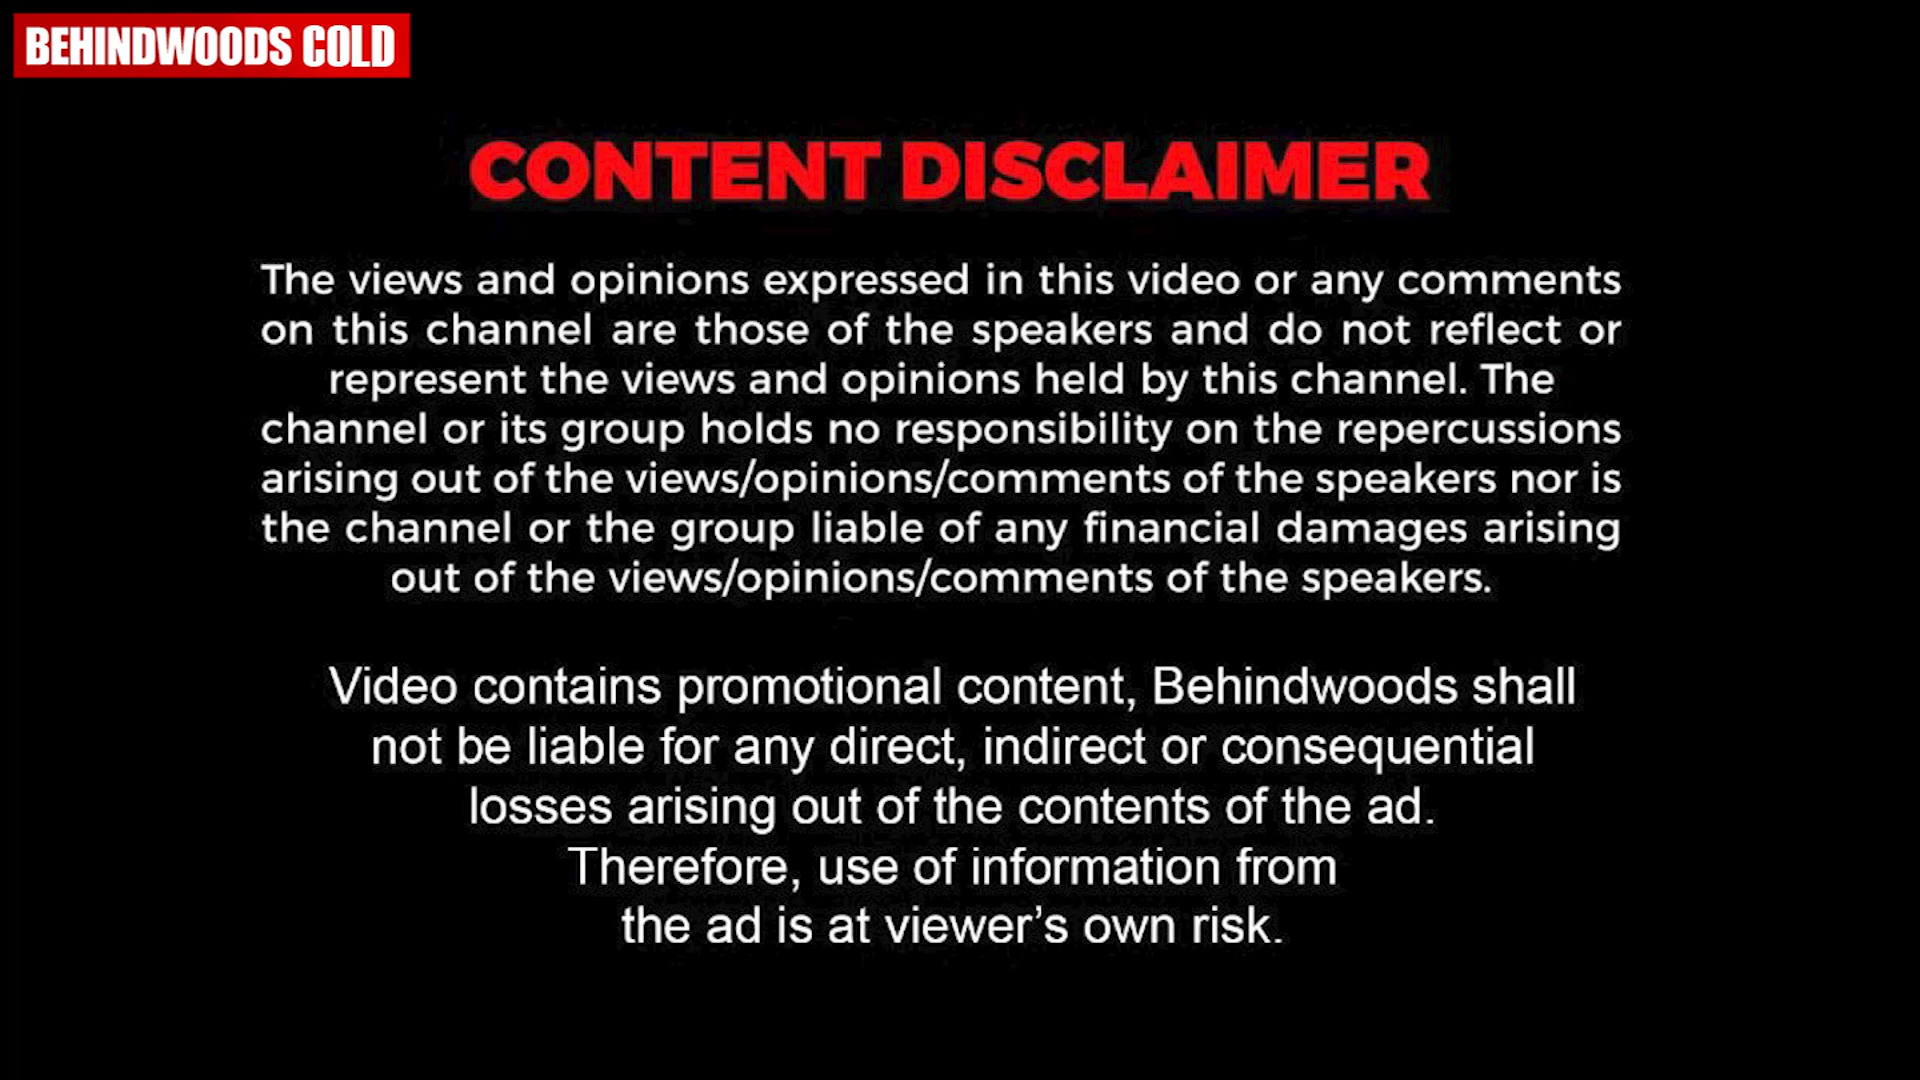 BEHINDWOODS COLD
CONTENT DISCLAIMER
The views and opinions expressed in this video or any comments
on this channel are those of the speakers and do not reflect or
represent the views and opinions held by this channel. The
channel or its group holds no responsibility on the repercussions
arising out of the views/opinions/comments of the speakers nor is
the channel or the group liable of any financial damages arising
out of the views/opinions/comments of the speakers.
Video contains promotional content, Behindwoods shall
not be liable for any direct, indirect or consequential
losses arising out of the contents of the ad.
Therefore, use of information from
the ad is at viewer’s own risk.